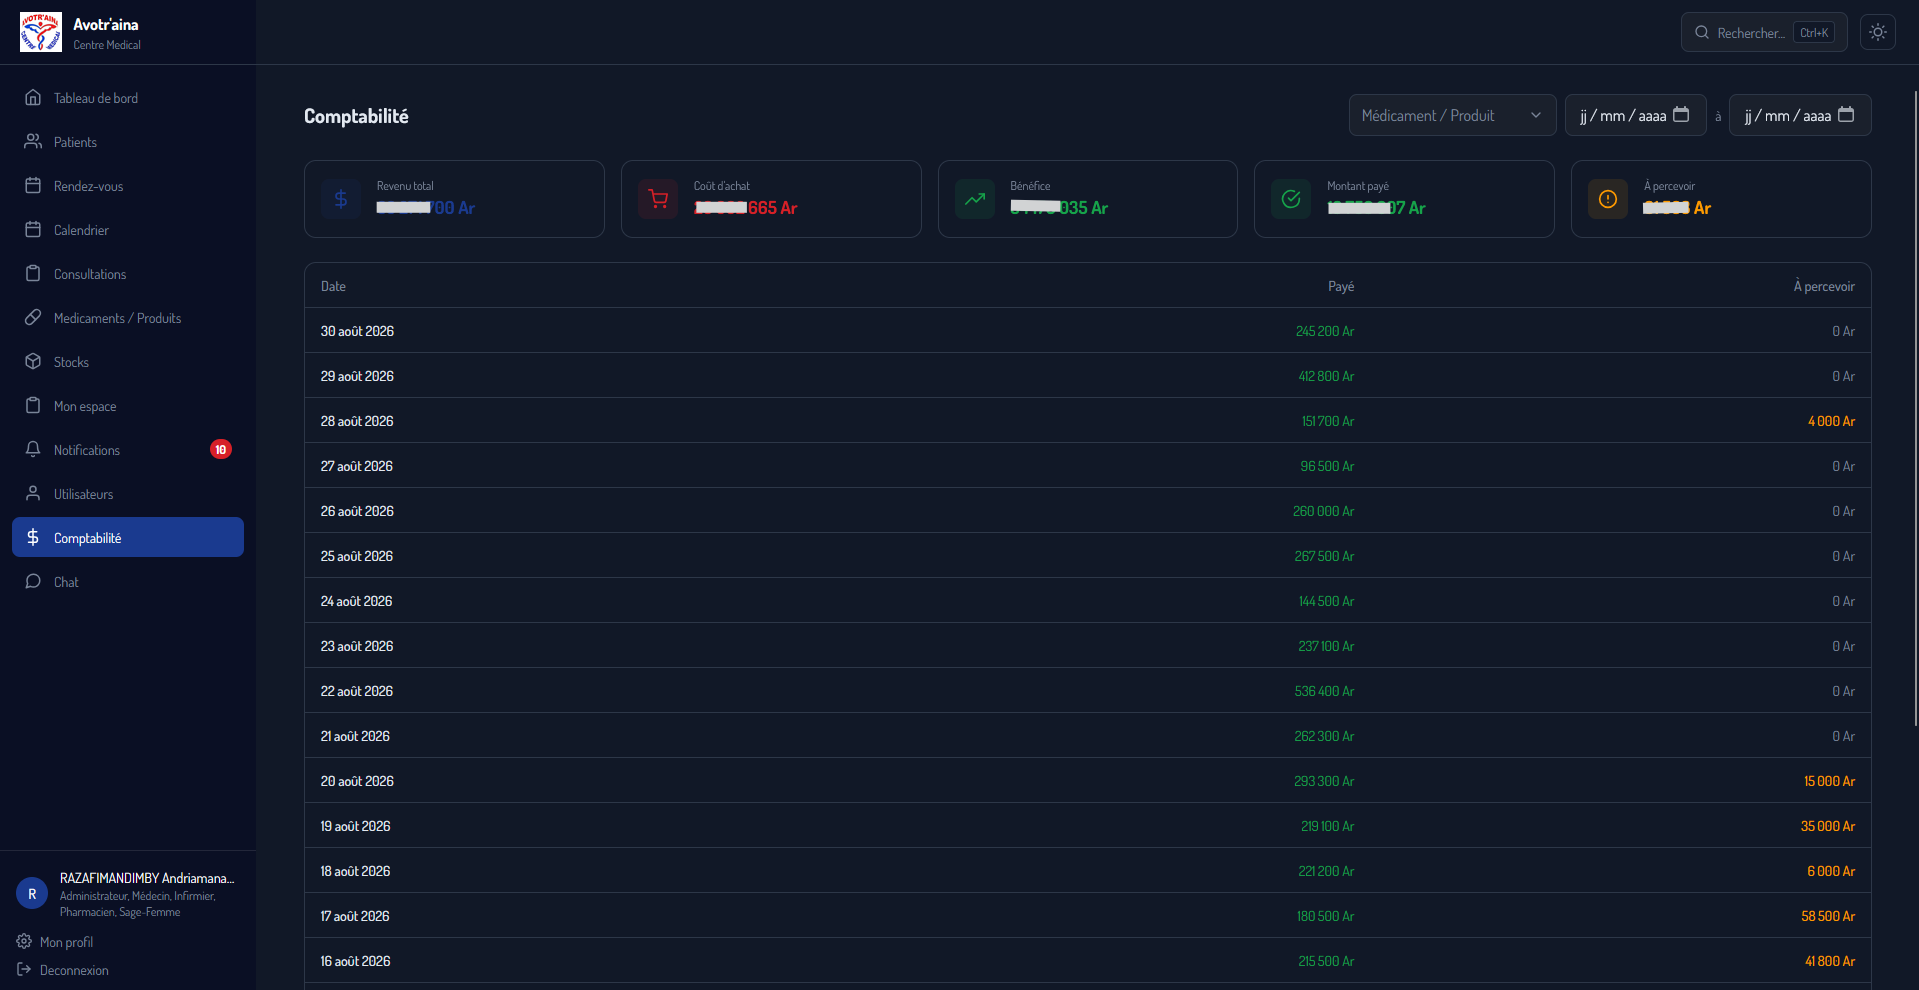 Avotr'aina
Centre Medical
Rechercher... Ctrl+K
Tableau de bord
Patients
Rendez-vous
Calendrier
Consultations
Medicaments / Produits
Stocks
Mon espace
Notifications 10
Utilisateurs
Comptabilité
Chat
RAZAFIMANDIMBY Andriamana...
Administrateur, Médecin, Infirmier,
Pharmacien, Sage-Femme
Mon profil
Deconnexion
Comptabilité
Médicament / Produit jj / mm / aaaa à jj / mm / aaaa
Revenu total
700 Ar
Coût d'achat
665 Ar
Bénéfice
035 Ar
Montant payé
07 Ar
À percevoir
Ar
Date Payé À percevoir
30 août 2026 245 200 Ar 0 Ar
29 août 2026 412 800 Ar 0 Ar
28 août 2026 151 700 Ar 4 000 Ar
27 août 2026 96 500 Ar 0 Ar
26 août 2026 260 000 Ar 0 Ar
25 août 2026 267 500 Ar 0 Ar
24 août 2026 144 500 Ar 0 Ar
23 août 2026 237 100 Ar 0 Ar
22 août 2026 536 400 Ar 0 Ar
21 août 2026 262 300 Ar 0 Ar
20 août 2026 293 300 Ar 15 000 Ar
19 août 2026 219 100 Ar 35 000 Ar
18 août 2026 221 200 Ar 6 000 Ar
17 août 2026 180 500 Ar 58 500 Ar
16 août 2026 215 500 Ar 41 800 Ar